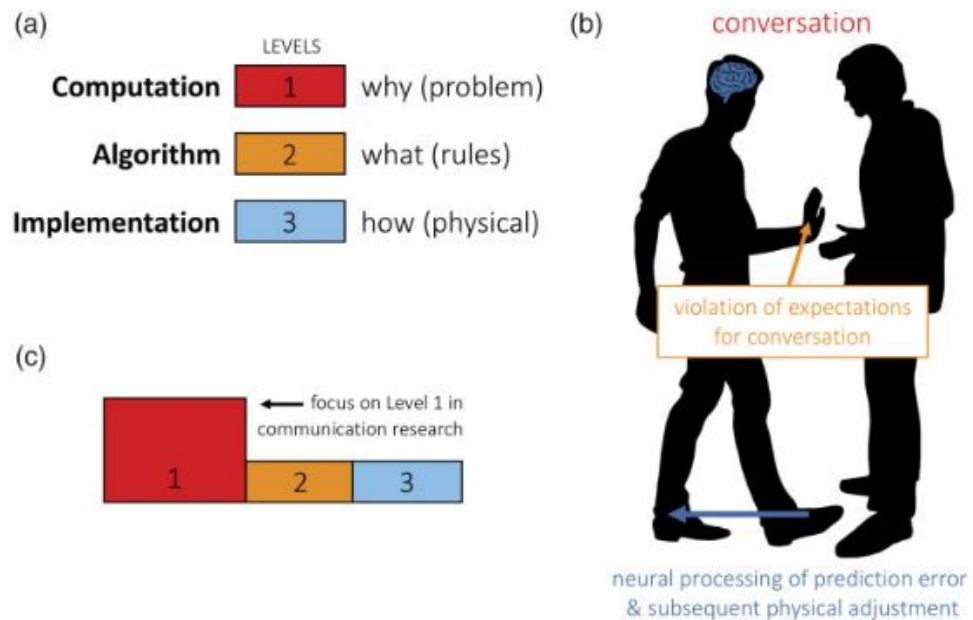 (a)
LEVELS
Computation 1 why (problem)
Algorithm 2 what (rules)
Implementation 3 how (physical)
(b)
conversation
violation of expectations
for conversation
neural processing of prediction error
& subsequent physical adjustment
(c)
focus on Level 1 in
communication research
1 2 3